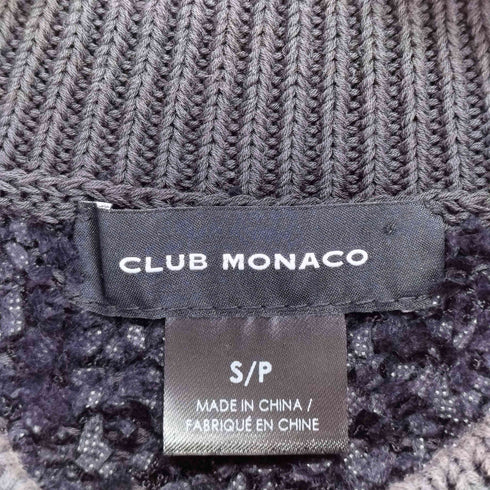 CLUB MONACO
S/P
MADE IN CHINA /
FABRIQUÉ EN CHINE